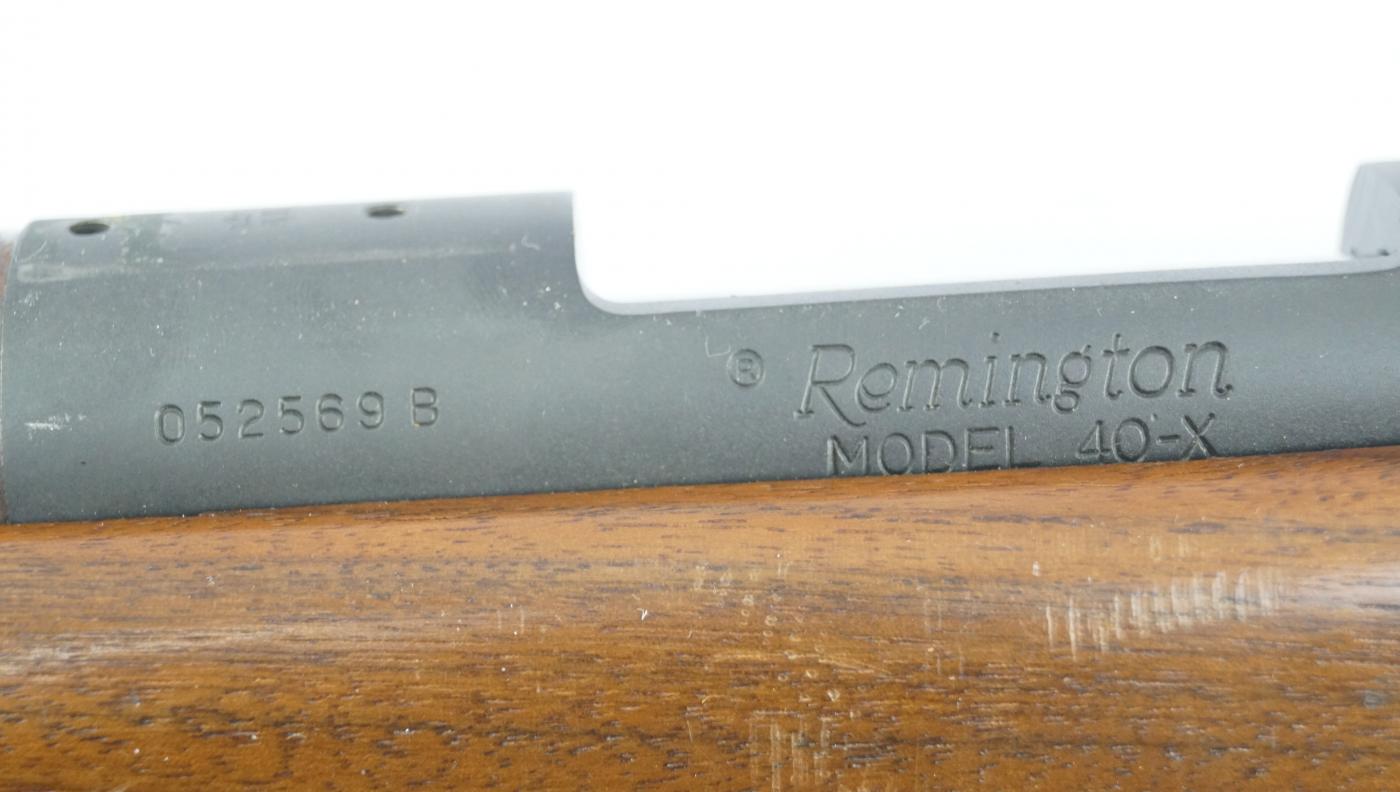 052569 B
® Remington
MODEL 40-X